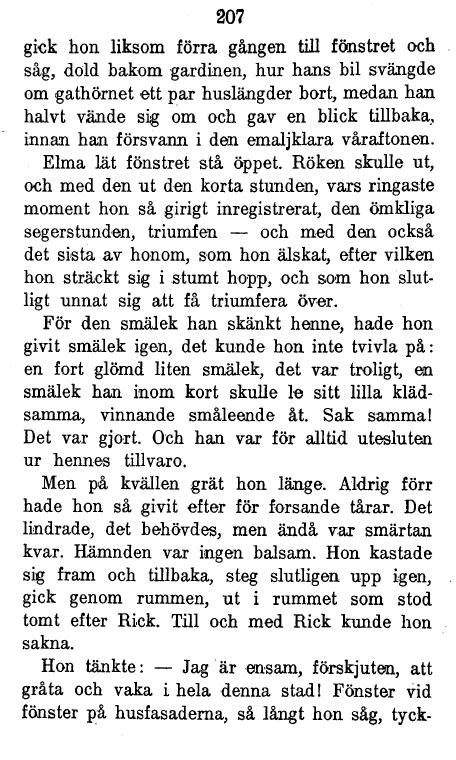 207
gick hon liksom förra gången till fönstret och
såg, dold bakom gardinen, hur hans bil svängde
om gathörnet ett par huslängder bort, medan han
halvt vände sig om och gav en blick tillbaka,
innan han försvann i den emaljklara våraftonen.
Elma lät fönstret stå öppet. Röken skulle ut,
och med den ut den korta stunden, vars ringaste
moment hon så girigt inregistrerat, den ömkliga
segerstunden, triumfen — och med den också
det sista av honom, som hon älskat, efter vilken
hon sträckt sig i stumt hopp, och som hon slut-
ligt unnat sig att få triumfera över.
För den smälek han skänkt henne, hade hon
givit smälek igen, det kunde hon inte tvivla på:
en fort glömd liten smälek, det var troligt, en
smälek han inom kort skulle le sitt lilla kläd-
samma, vinnande småleende åt. Sak samma!
Det var gjort. Och han var för alltid utesluten
ur hennes tillvaro.
Men på kvällen grät hon länge. Aldrig förr
hade hon så givit efter för forsande tårar. Det
lindrade, det behövdes, men ändå var smärtan
kvar. Hämnden var ingen balsam. Hon kastade
sig fram och tillbaka, steg slutligen upp igen,
gick genom rummen, ut i rummet som stod
tomt efter Rick. Till och med Rick kunde hon
sakna.
Hon tänkte: — Jag är ensam, förskjuten, att
gråta och vaka i hela denna stad! Fönster vid
fönster på husfasaderna, så långt hon såg, tyck-